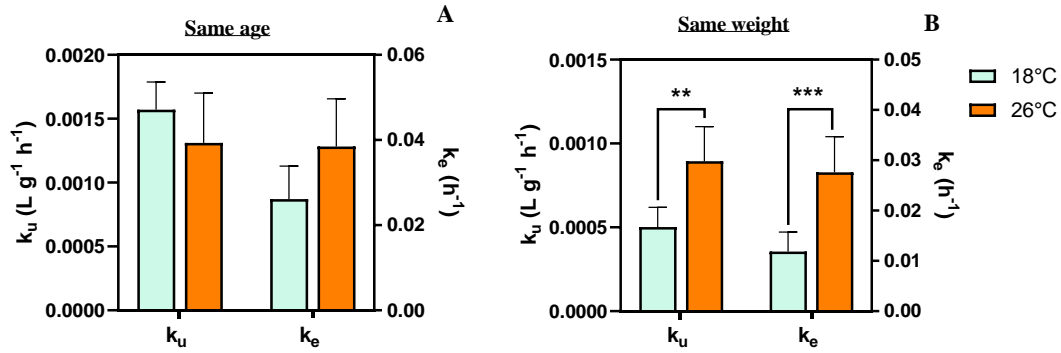 Same age
A
0.0020
0.0015
0.0010
0.0005
0.0000
kᵤ (L g⁻¹ h⁻¹)
0.06
0.04
0.02
0.00
kₑ (h⁻¹)
kᵤ
kₑ
Same weight
B
0.0015
0.0010
0.0005
0.0000
kᵤ (L g⁻¹ h⁻¹)
**
***
0.05
0.04
0.03
0.02
0.01
0.00
kₑ (h⁻¹)
kᵤ
kₑ
18°C
26°C